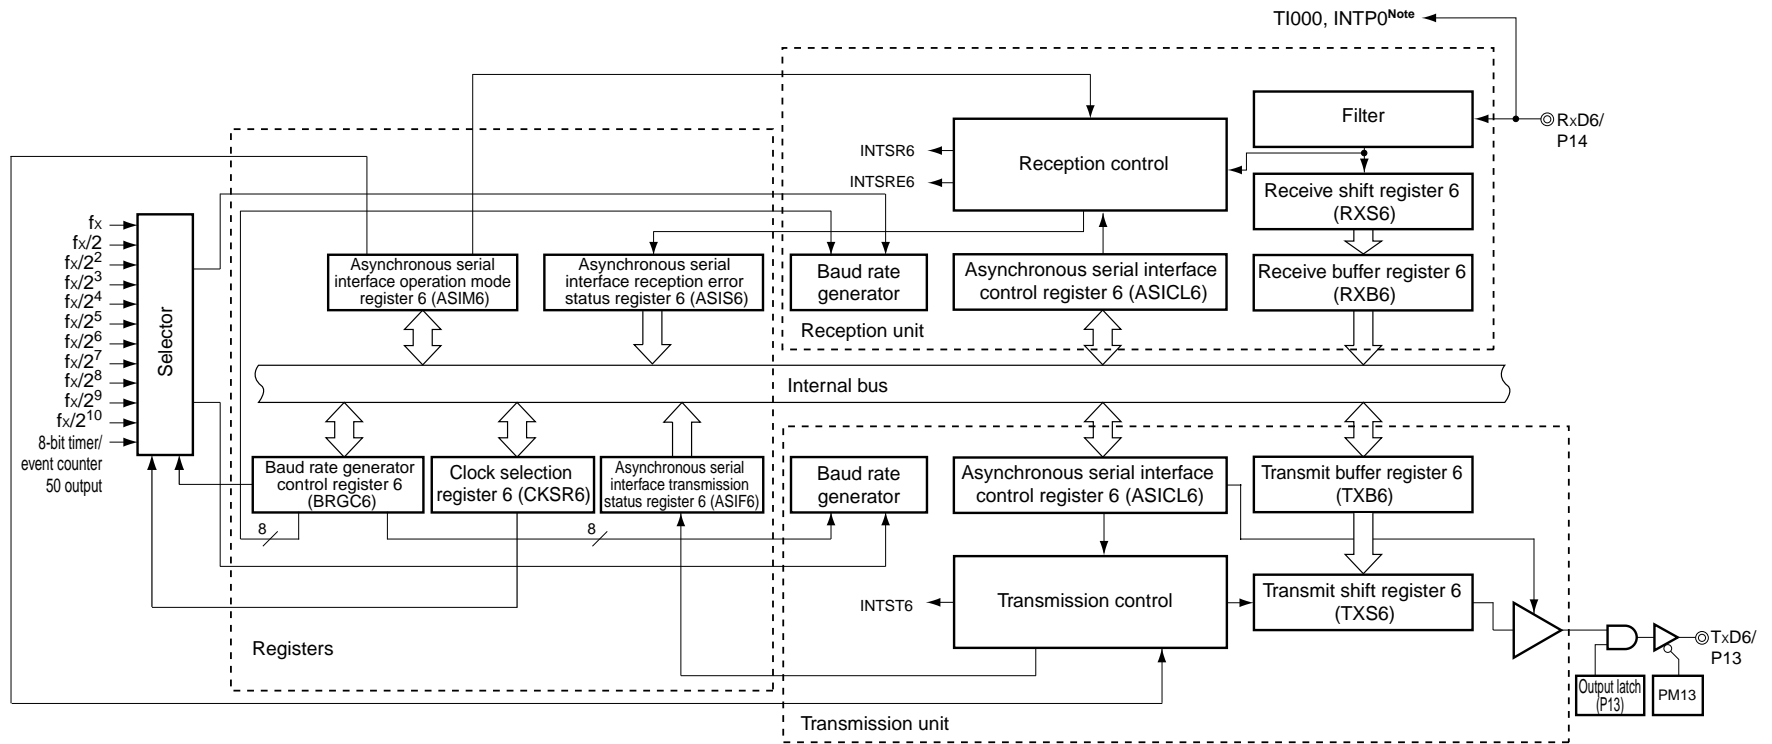 TI000, INTP0Note
Filter
RxD6/
P14
Reception control
INTSR6
INTSRE6
Receive shift register 6
(RXS6)
fx
fx/2
fx/2²
fx/2³
fx/2⁴
fx/2⁵
fx/2⁶
fx/2⁷
fx/2⁸
fx/2⁹
fx/2¹⁰
8-bit timer/
event counter
50 output
Selector
Asynchronous serial
interface operation mode
register 6 (ASIM6)
Asynchronous serial
interface reception error
status register 6 (ASIS6)
Baud rate
generator
Asynchronous serial interface
control register 6 (ASICL6)
Receive buffer register 6
(RXB6)
Reception unit
Internal bus
Baud rate generator
control register 6
(BRGC6)
Clock selection
register 6 (CKSR6)
Asynchronous serial
interface transmission
status register 6 (ASIF6)
Baud rate
generator
Asynchronous serial interface
control register 6 (ASICL6)
Transmit buffer register 6
(TXB6)
8
8
INTST6
Transmission control
Transmit shift register 6
(TXS6)
Registers
TxD6/
P13
Output latch
(P13)
PM13
Transmission unit